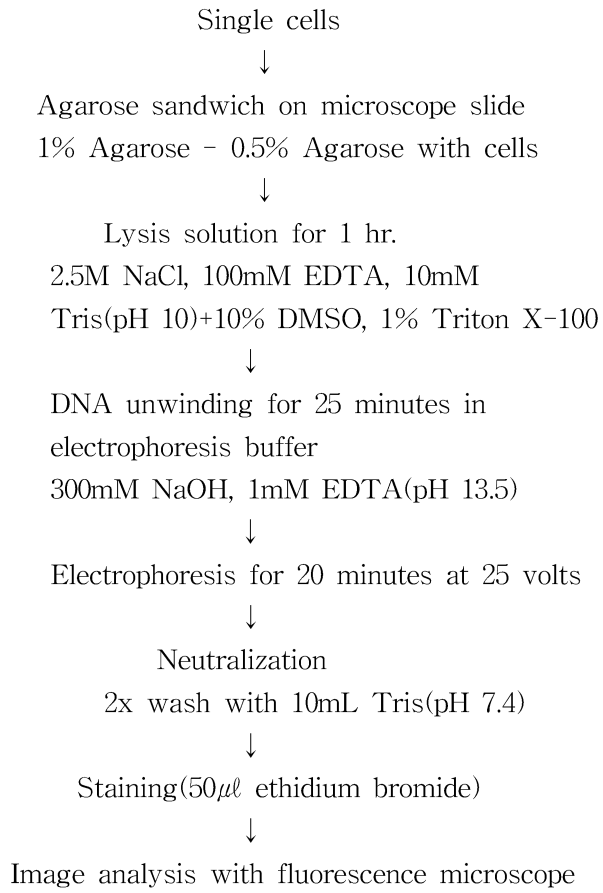 Single cells
↓
Agarose sandwich on microscope slide
1% Agarose - 0.5% Agarose with cells
↓
Lysis solution for 1 hr.
2.5M NaCl, 100mM EDTA, 10mM
Tris(pH 10)+10% DMSO, 1% Triton X-100
↓
DNA unwinding for 25 minutes in
electrophoresis buffer
300mM NaOH, 1mM EDTA(pH 13.5)
↓
Electrophoresis for 20 minutes at 25 volts
↓
Neutralization
2x wash with 10mL Tris(pH 7.4)
↓
Staining(50㎕ ethidium bromide)
↓
Image analysis with fluorescence microscope